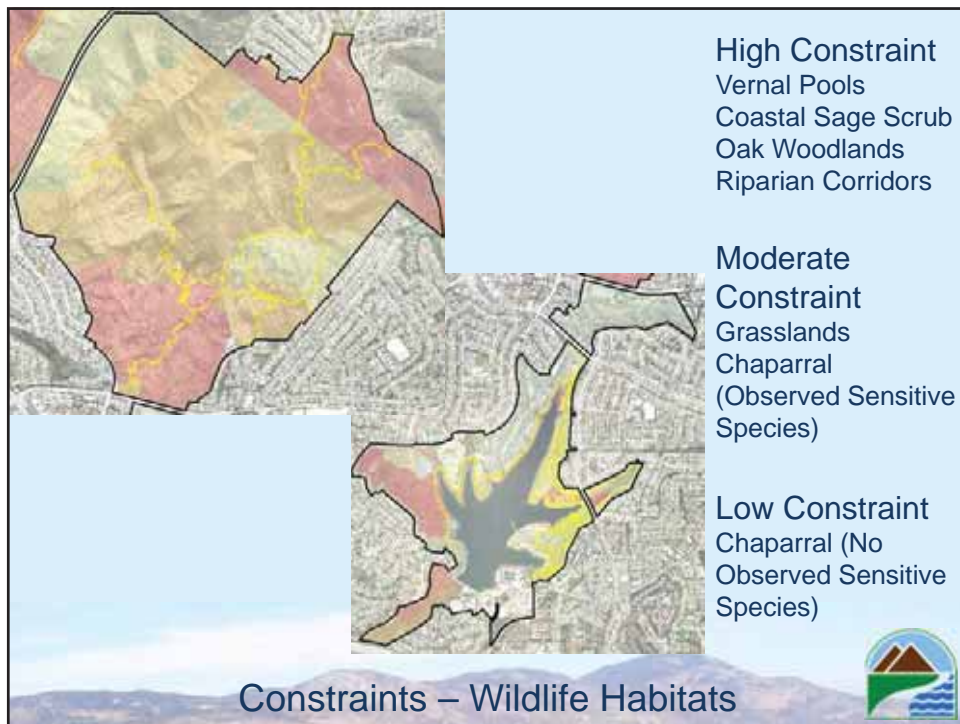 High Constraint
Vernal Pools
Coastal Sage Scrub
Oak Woodlands
Riparian Corridors
Moderate
Constraint
Grasslands
Chaparral
(Observed Sensitive
Species)
Low Constraint
Chaparral (No
Observed Sensitive
Species)
Constraints – Wildlife Habitats